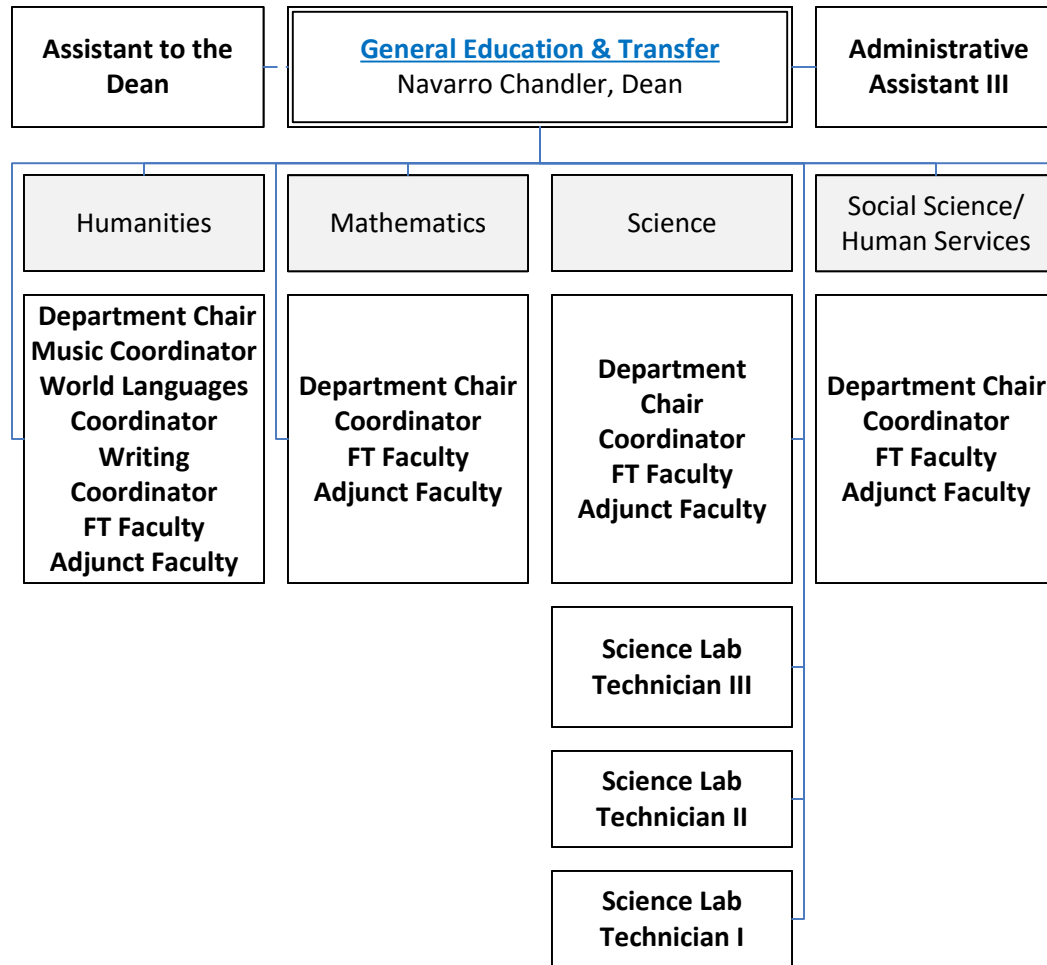 Assistant to the
Dean
General Education & Transfer
Navarro Chandler, Dean
Administrative
Assistant III
Humanities
Mathematics
Science
Social Science/
Human Services
Department Chair
Music Coordinator
World Languages
Coordinator
Writing
Coordinator
FT Faculty
Adjunct Faculty
Department Chair
Coordinator
FT Faculty
Adjunct Faculty
Department
Chair
Coordinator
FT Faculty
Adjunct Faculty
Department Chair
Coordinator
FT Faculty
Adjunct Faculty
Science Lab
Technician III
Science Lab
Technician II
Science Lab
Technician I